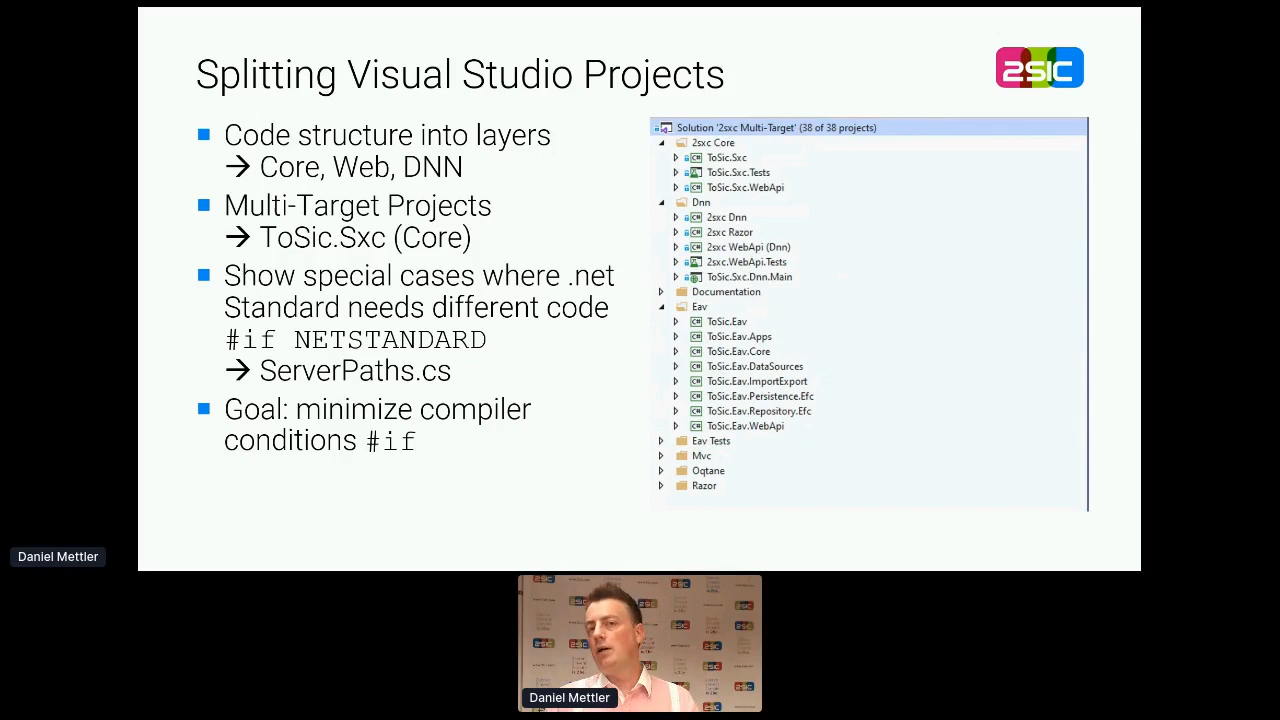 Splitting Visual Studio Projects
2SIC
Code structure into layers
→ Core, Web, DNN
Multi-Target Projects
→ ToSic.Sxc (Core)
Show special cases where .net
Standard needs different code
#if NETSTANDARD
→ ServerPaths.cs
Goal: minimize compiler
conditions #if
Solution '2sxc Multi-Target' (38 of 38 projects)
2sxc Core
ToSic.Sxc
ToSic.Sxc.Tests
ToSic.Sxc.WebApi
Dnn
2sxc Dnn
2sxc Razor
2sxc WebApi (Dnn)
2sxc.WebApi.Tests
ToSic.Sxc.Dnn.Main
Documentation
Eav
ToSic.Eav
ToSic.Eav.Apps
ToSic.Eav.Core
ToSic.Eav.DataSources
ToSic.Eav.ImportExport
ToSic.Eav.Persistence.Efc
ToSic.Eav.Repository.Efc
ToSic.Eav.WebApi
Eav Tests
Mvc
Oqtane
Razor
Daniel Mettler
Daniel Mettler